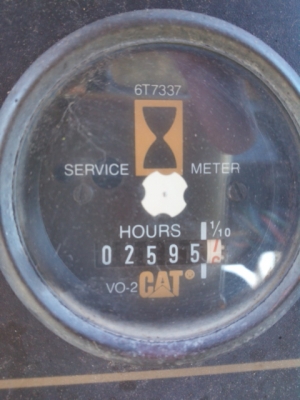 6T7337
SERVICE METER
HOURS 1/10
02595
VO-2 CAT®